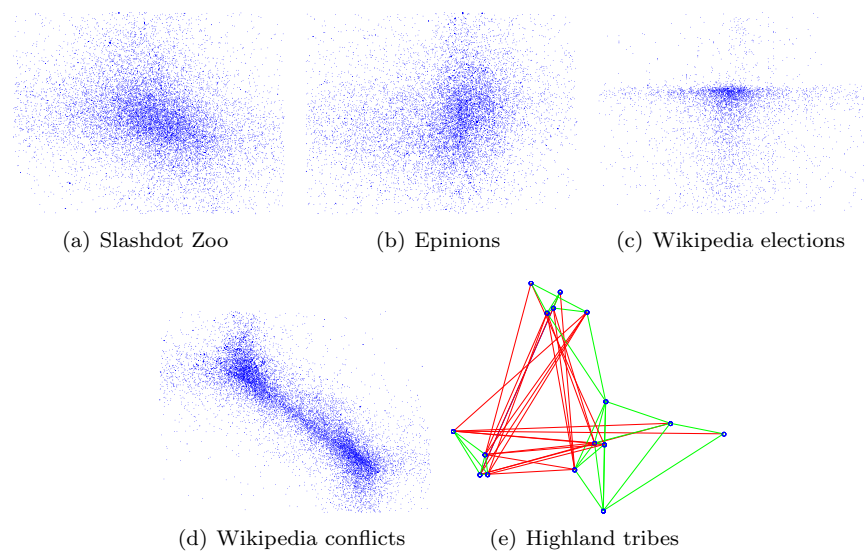 (a) Slashdot Zoo
(b) Epinions
(c) Wikipedia elections
(d) Wikipedia conflicts
(e) Highland tribes